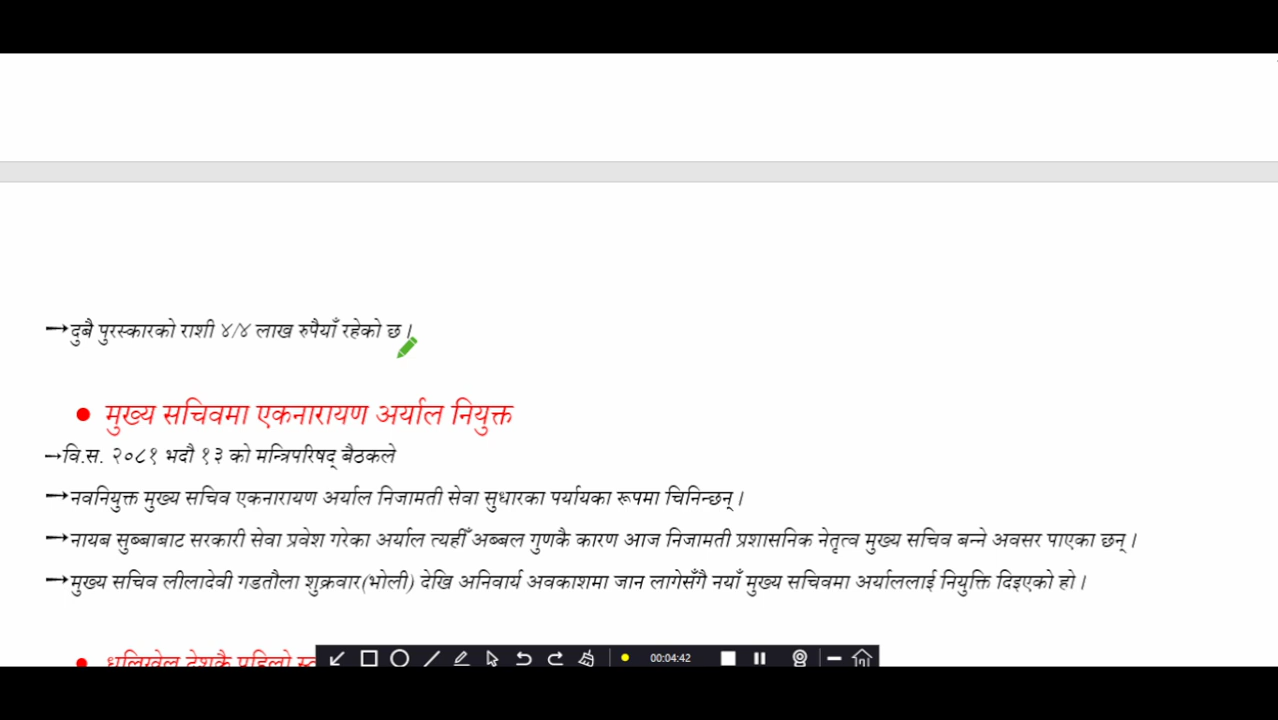 →दुबै पुरस्कारको राशी ४/४ लाख रुपैयाँ रहेको छ ।
● मुख्य सचिवमा एकनारायण अर्याल नियुक्त
→वि.स. २०८१ भदौ १३ को मन्त्रिपरिषद् बैठकले
→नवनियुक्त मुख्य सचिव एकनारायण अर्याल निजामती सेवा सुधारका पर्यायका रूपमा चिनिन्छन् ।
→नायब सुब्बाबाट सरकारी सेवा प्रवेश गरेका अर्याल त्यहीँ अब्बल गुणकै कारण आज निजामती प्रशासनिक नेतृत्व मुख्य सचिव बन्ने अवसर पाएका छन् ।
→मुख्य सचिव लीलादेवी गडतौला शुक्रवार(भोली) देखि अनिवार्य अवकाशमा जान लागेसँगै नयाँ मुख्य सचिवमा अर्याललाई नियुक्ति दिइएको हो ।
● धुलिखेल देशकै पहिलो
00:04:42